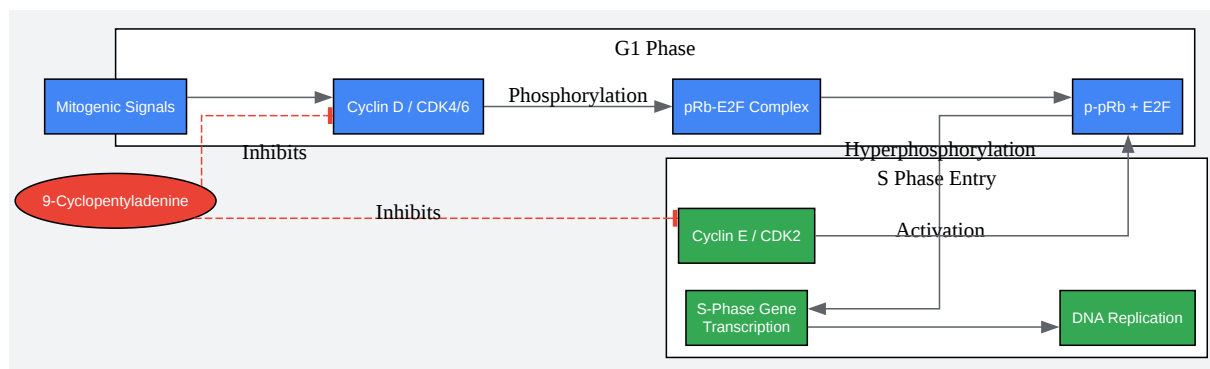 G1 Phase
Mitogenic Signals
Cyclin D / CDK4/6
Phosphorylation
pRb-E2F Complex
p-pRb + E2F
Inhibits
Hyperphosphorylation
S Phase Entry
9-Cyclopentyladenine
Inhibits
Cyclin E / CDK2
Activation
S-Phase Gene
Transcription
DNA Replication